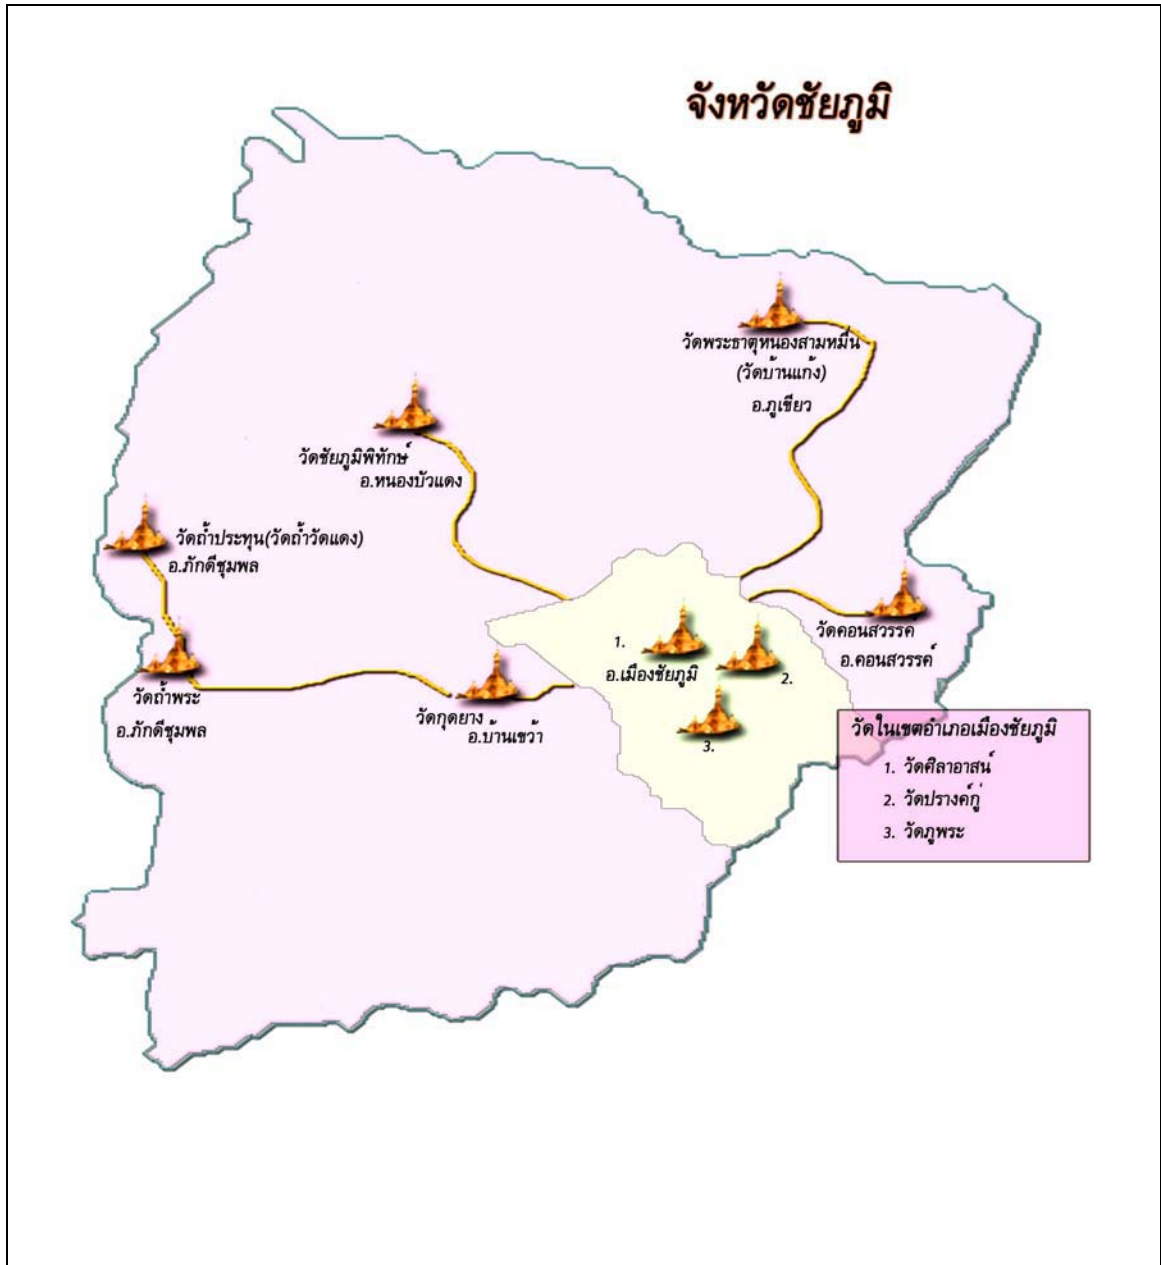 จังหวัดชัยภูมิ
วัดพระธาตุหนองสามหมื่น
(วัดบ้านแก้ง)
อ.ภูเขียว
วัดชัยภูมิพิทักษ์
อ.หนองบัวแดง
วัดถ้ำประทุน(วัดถ้ำวัดแดง)
อ.ภักดีชุมพล
วัดคอนสวรรค์
อ.คอนสวรรค์
1.
อ.เมืองชัยภูมิ
2.
3.
วัดถ้ำพระ
อ.ภักดีชุมพล
วัดกุดยาง
อ.บ้านเขว้า
วัดในเขตอำเภอเมืองชัยภูมิ
1. วัดศิลาอาสน์
2. วัดปรางค์กู่
3. วัดภูพระ